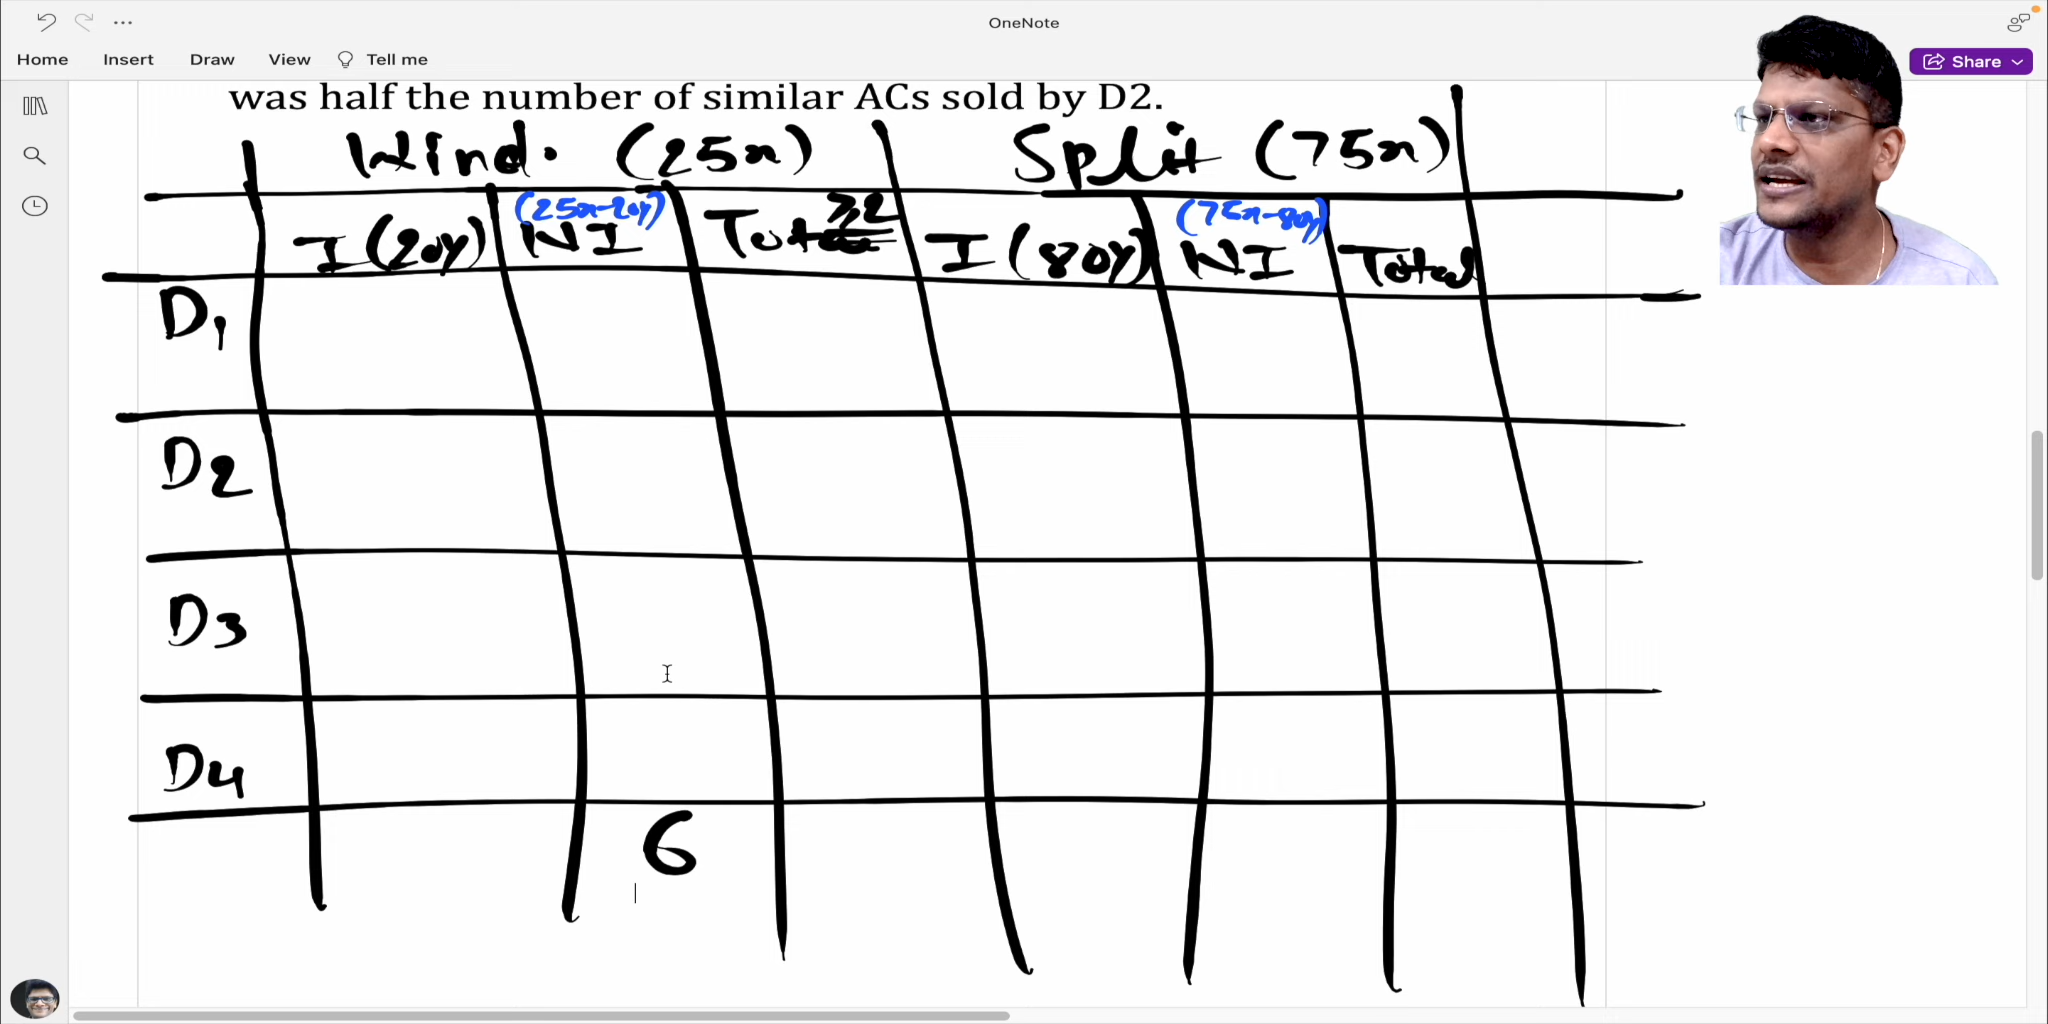 OneNote
Home Insert Draw View Tell me Share
was half the number of similar ACs sold by D2.
Wind. (25x) Split (75x)
(25x-20y) ≥2 (75x-80y)
I (20y) NI Total I (80y) NI Total
D1
D2
D3
D4
6